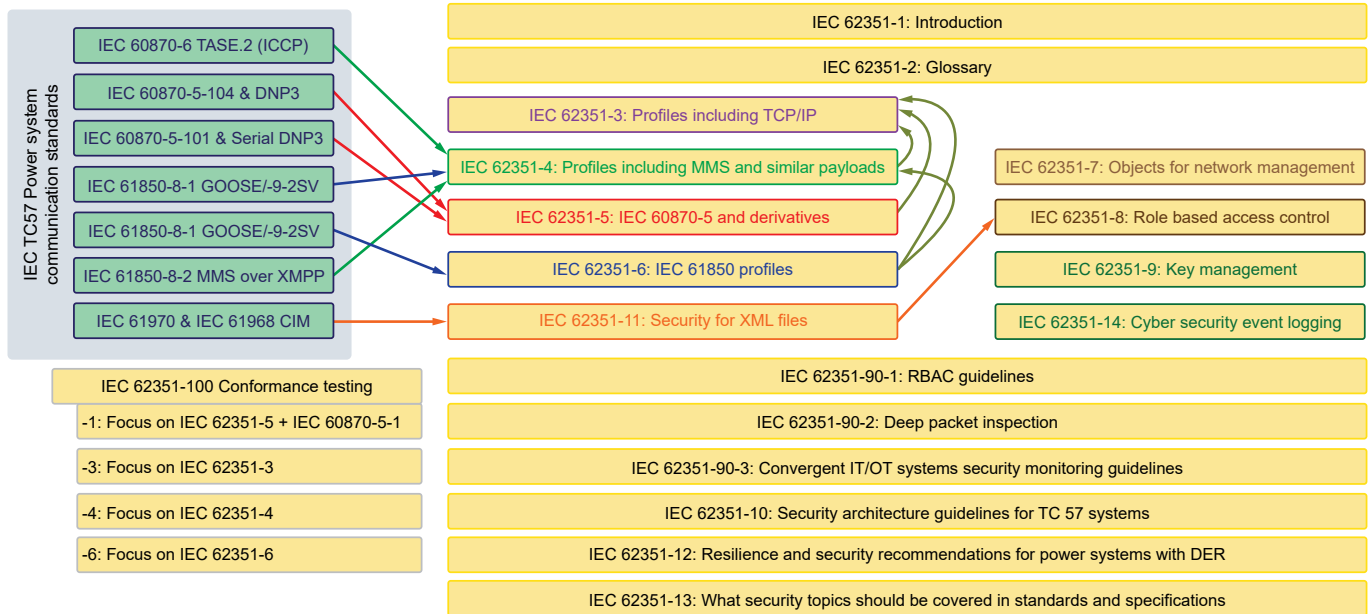 IEC TC57 Power system
communication standards
IEC 60870-6 TASE.2 (ICCP)
IEC 60870-5-104 & DNP3
IEC 60870-5-101 & Serial DNP3
IEC 61850-8-1 GOOSE/-9-2SV
IEC 61850-8-1 GOOSE/-9-2SV
IEC 61850-8-2 MMS over XMPP
IEC 61970 & IEC 61968 CIM
IEC 62351-1: Introduction
IEC 62351-2: Glossary
IEC 62351-3: Profiles including TCP/IP
IEC 62351-4: Profiles including MMS and similar payloads
IEC 62351-5: IEC 60870-5 and derivatives
IEC 62351-6: IEC 61850 profiles
IEC 62351-11: Security for XML files
IEC 62351-7: Objects for network management
IEC 62351-8: Role based access control
IEC 62351-9: Key management
IEC 62351-14: Cyber security event logging
IEC 62351-100 Conformance testing
-1: Focus on IEC 62351-5 + IEC 60870-5-1
-3: Focus on IEC 62351-3
-4: Focus on IEC 62351-4
-6: Focus on IEC 62351-6
IEC 62351-90-1: RBAC guidelines
IEC 62351-90-2: Deep packet inspection
IEC 62351-90-3: Convergent IT/OT systems security monitoring guidelines
IEC 62351-10: Security architecture guidelines for TC 57 systems
IEC 62351-12: Resilience and security recommendations for power systems with DER
IEC 62351-13: What security topics should be covered in standards and specifications